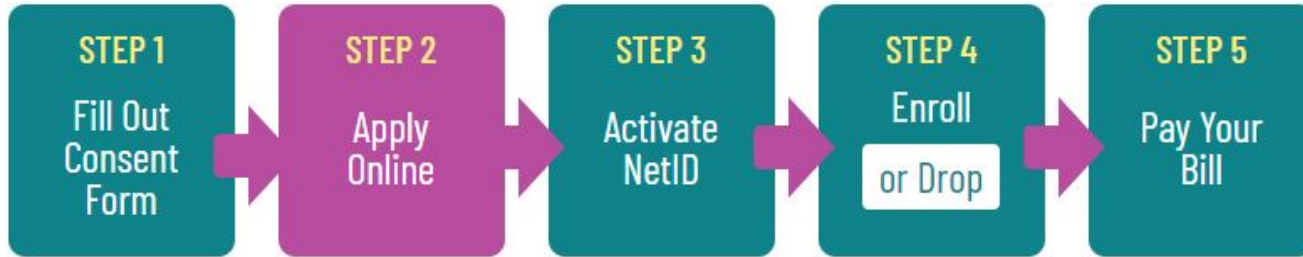 STEP 1
Fill Out
Consent
Form
STEP 2
Apply
Online
STEP 3
Activate
NetID
STEP 4
Enroll
or Drop
STEP 5
Pay Your
Bill